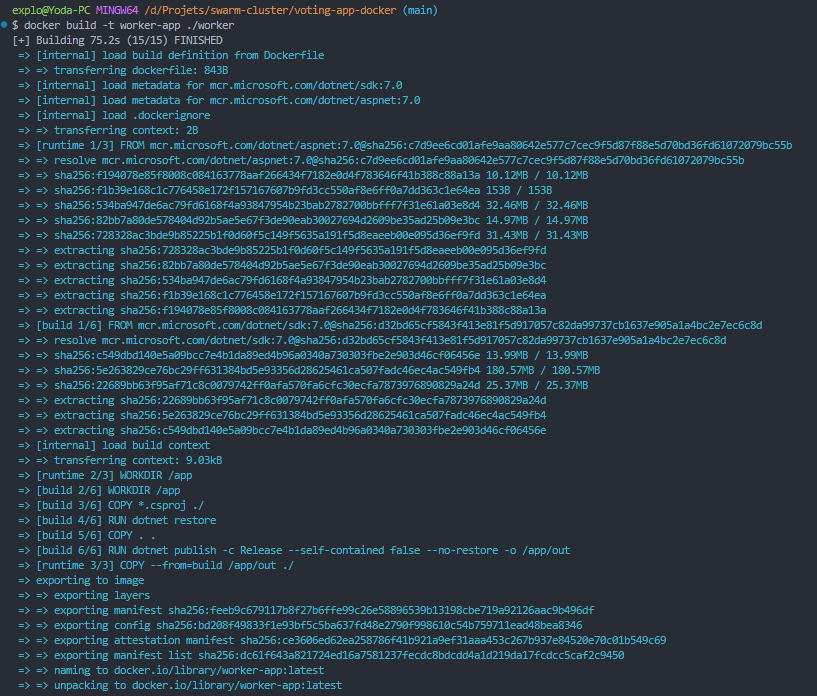 explo@Yoda-PC MINGW64 /d/Projets/swarm-cluster/voting-app-docker (main)
$ docker build -t worker-app ./worker
[+] Building 75.2s (15/15) FINISHED
=> [internal] load build definition from Dockerfile
=> => transferring dockerfile: 843B
=> [internal] load metadata for mcr.microsoft.com/dotnet/sdk:7.0
=> [internal] load metadata for mcr.microsoft.com/dotnet/aspnet:7.0
=> [internal] load .dockerignore
=> => transferring context: 2B
=> [runtime 1/3] FROM mcr.microsoft.com/dotnet/aspnet:7.0@sha256:c7d9ee6cd01afe9aa80642e577c7cec9f5d87f88e5d70bd36fd61072079bc55b
=> => resolve mcr.microsoft.com/dotnet/aspnet:7.0@sha256:c7d9ee6cd01afe9aa80642e577c7cec9f5d87f88e5d70bd36fd61072079bc55b
=> => sha256:f194078e85f8008c084163778aaf266434f7182e0d4f783646f41b388c88a13a 10.12MB / 10.12MB
=> => sha256:f1b39e168c1c776458e172f157167607b9fd3cc550af8e6ff0a7dd363c1e64ea 153B / 153B
=> => sha256:534ba947de6ac79fd6168f4a93847954b23bab2782700bbfff7f31e61a03e8d4 32.46MB / 32.46MB
=> => sha256:82bb7a80de578404d92b5ae5e67f3de90eab30027694d2609be35ad25b09e3bc 14.97MB / 14.97MB
=> => sha256:728328ac3bde9b85225b1f0d60f5c149f5635a191f5d8eaeeb00e095d36ef9fd 31.43MB / 31.43MB
=> => extracting sha256:728328ac3bde9b85225b1f0d60f5c149f5635a191f5d8eaeeb00e095d36ef9fd
=> => extracting sha256:82bb7a80de578404d92b5ae5e67f3de90eab30027694d2609be35ad25b09e3bc
=> => extracting sha256:534ba947de6ac79fd6168f4a93847954b23bab2782700bbfff7f31e61a03e8d4
=> => extracting sha256:f1b39e168c1c776458e172f157167607b9fd3cc550af8e6ff0a7dd363c1e64ea
=> => extracting sha256:f194078e85f8008c084163778aaf266434f7182e0d4f783646f41b388c88a13a
=> [build 1/6] FROM mcr.microsoft.com/dotnet/sdk:7.0@sha256:d32bd65cf5843f413e81f5d917057c82da99737cb1637e905a1a4bc2e7ec6c8d
=> => resolve mcr.microsoft.com/dotnet/sdk:7.0@sha256:d32bd65cf5843f413e81f5d917057c82da99737cb1637e905a1a4bc2e7ec6c8d
=> => sha256:c549dbd140e5a09bcc7e4b1da89ed4b96a0340a730303fbe2e903d46cf06456e 13.99MB / 13.99MB
=> => sha256:5e263829ce76bc29ff631384bd5e93356d28625461ca507fadc46ec4ac549fb4 180.57MB / 180.57MB
=> => sha256:22689bb63f95af71c8c0079742ff0afa570fa6cfc30ecfa7873976890829a24d 25.37MB / 25.37MB
=> => extracting sha256:22689bb63f95af71c8c0079742ff0afa570fa6cfc30ecfa7873976890829a24d
=> => extracting sha256:5e263829ce76bc29ff631384bd5e93356d28625461ca507fadc46ec4ac549fb4
=> => extracting sha256:c549dbd140e5a09bcc7e4b1da89ed4b96a0340a730303fbe2e903d46cf06456e
=> [internal] load build context
=> => transferring context: 9.03kB
=> [runtime 2/3] WORKDIR /app
=> [build 2/6] WORKDIR /app
=> [build 3/6] COPY *.csproj ./
=> [build 4/6] RUN dotnet restore
=> [build 5/6] COPY . .
=> [build 6/6] RUN dotnet publish -c Release --self-contained false --no-restore -o /app/out
=> [runtime 3/3] COPY --from=build /app/out ./
=> exporting to image
=> => exporting layers
=> => exporting manifest sha256:feeb9c679117b8f27b6ffe99c26e58896539b13198cbe719a92126aac9b496df
=> => exporting config sha256:bd208f49833f1e93bf5c5ba637fd48e2790f998610c54b759711ead48bea8346
=> => exporting attestation manifest sha256:ce3606ed62ea258786f41b921a9ef31aaa453c267b937e84520e70c01b549c69
=> => exporting manifest list sha256:dc61f643a821724ed16a7581237fecdc8bdcdd4a1d219da17fcdcc5caf2c9450
=> => naming to docker.io/library/worker-app:latest
=> => unpacking to docker.io/library/worker-app:latest